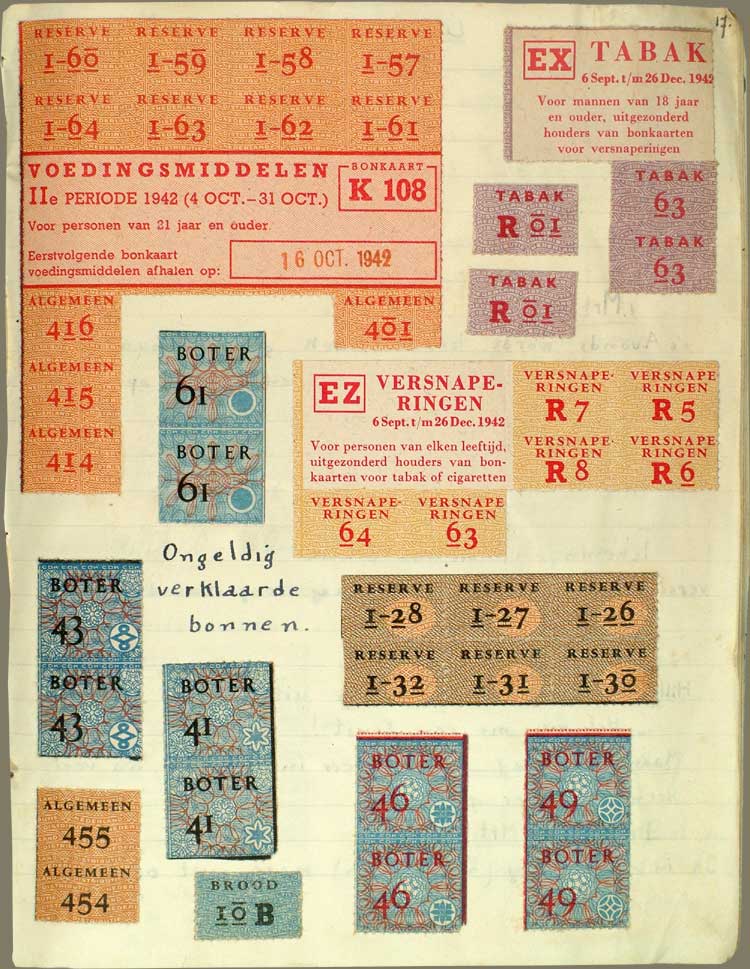 17.
RESERVE RESERVE RESERVE RESERVE
1-60 1-59 1-58 1-57
RESERVE RESERVE RESERVE RESERVE
1-64 1-63 1-62 1-61
VOEDINGSMIDDELEN
IIe PERIODE 1942 (4 OCT.-31 OCT.)
BONKAART
K 108
Voor personen van 21 jaar en ouder
Eerstvolgende bonkaart
voedingsmiddelen afhalen op:
16 OCT. 1942
ALGEMEEN
416
ALGEMEEN
401
ALGEMEEN
415
ALGEMEEN
414
EX TABAK
6 Sept. t/m 26 Dec. 1942
Voor mannen van 18 jaar
en ouder, uitgezonderd
houders van bonkaarten
voor versnaperingen
TABAK
63
TABAK
63
TABAK
R 01
TABAK
R 01
BOTER
61
BOTER
61
EZ VERSNAPE-
RINGEN
6 Sept. t/m 26 Dec. 1942
Voor personen van elken leeftijd,
uitgezonderd houders van bon-
kaarten voor tabak of cigaretten
VERSNAPE- VERSNAPE-
RINGEN RINGEN
R 7 R 5
VERSNAPE- VERSNAPE-
RINGEN RINGEN
R 8 R 6
VERSNAPE- VERSNAPE-
RINGEN RINGEN
64 63
Ongeldig
verklaarde
bonnen.
BOTER
43
BOTER
43
RESERVE RESERVE RESERVE
1-28 1-27 1-26
RESERVE RESERVE RESERVE
1-32 1-31 1-30
BOTER
41
BOTER
41
BOTER
46
BOTER
46
BOTER
49
BOTER
49
ALGEMEEN
455
ALGEMEEN
454
BROOD
10 B